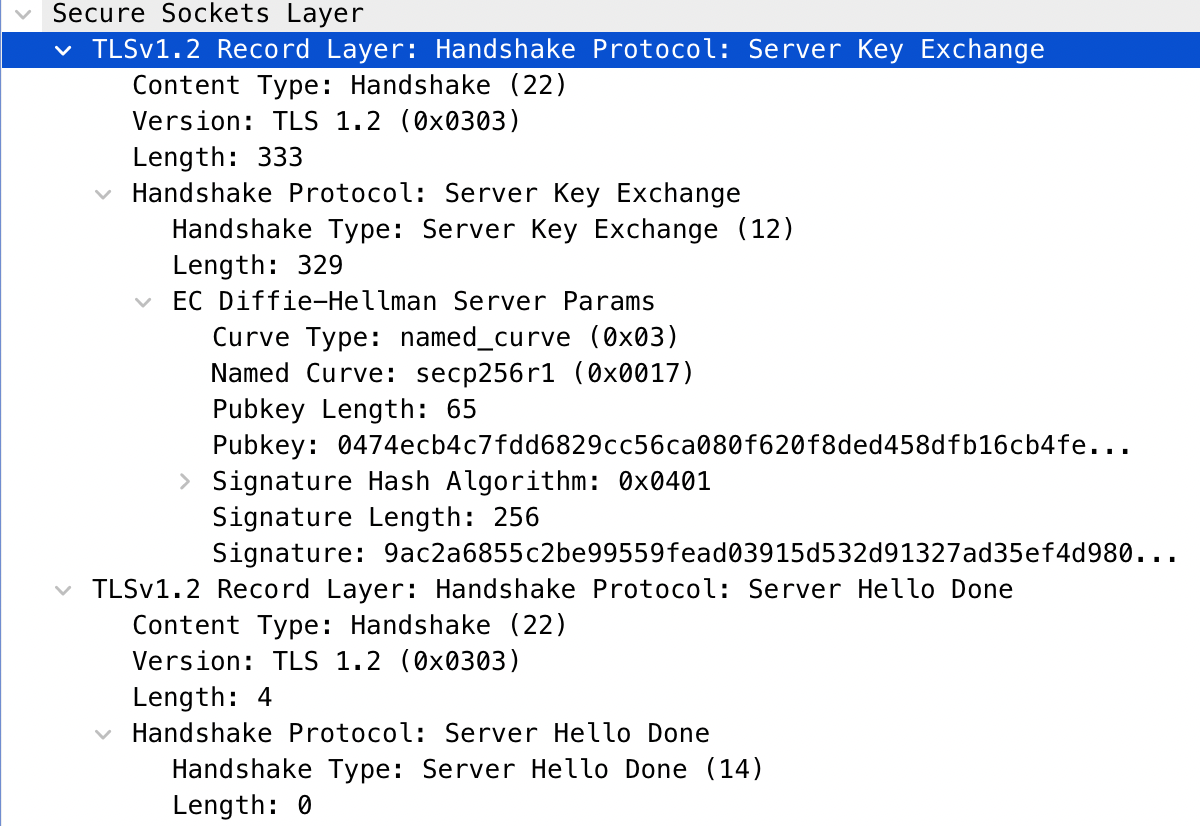 Secure Sockets Layer
TLSv1.2 Record Layer: Handshake Protocol: Server Key Exchange
Content Type: Handshake (22)
Version: TLS 1.2 (0x0303)
Length: 333
Handshake Protocol: Server Key Exchange
Handshake Type: Server Key Exchange (12)
Length: 329
EC Diffie–Hellman Server Params
Curve Type: named_curve (0x03)
Named Curve: secp256r1 (0x0017)
Pubkey Length: 65
Pubkey: 0474ecb4c7fdd6829cc56ca080f620f8ded458dfb16cb4fe...
Signature Hash Algorithm: 0x0401
Signature Length: 256
Signature: 9ac2a6855c2be99559fead03915d532d91327ad35ef4d980...
TLSv1.2 Record Layer: Handshake Protocol: Server Hello Done
Content Type: Handshake (22)
Version: TLS 1.2 (0x0303)
Length: 4
Handshake Protocol: Server Hello Done
Handshake Type: Server Hello Done (14)
Length: 0